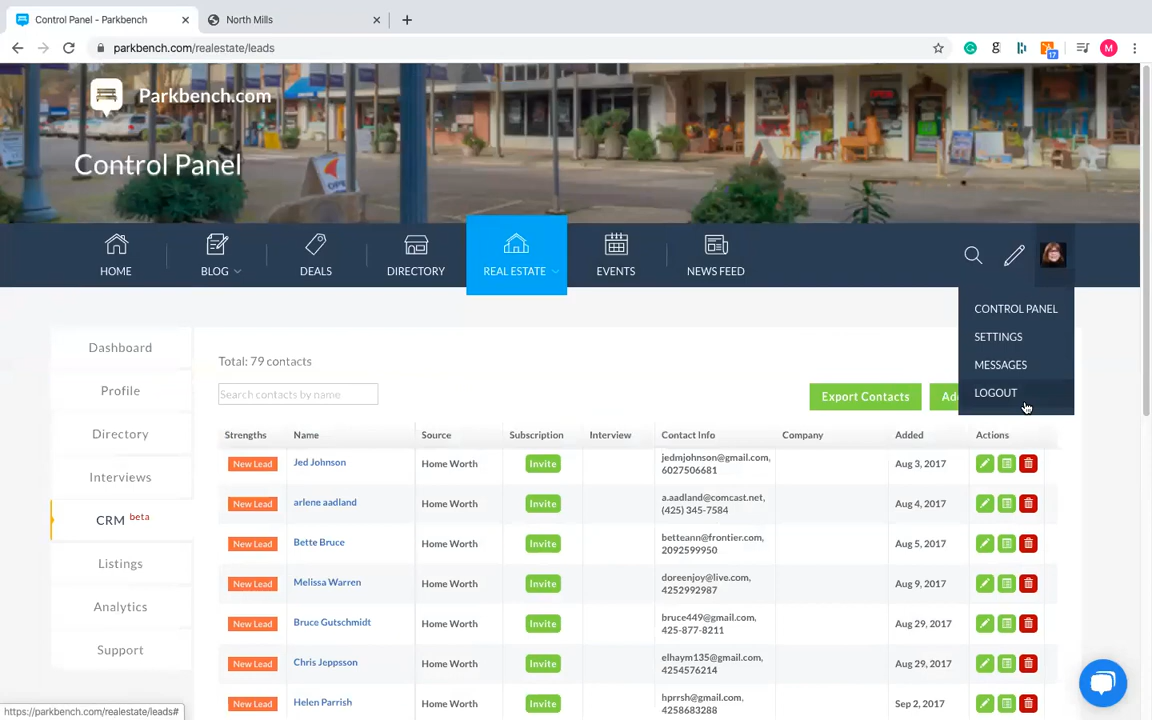 Control Panel - Parkbench
North Mills
parkbench.com/realestate/leads
17
M
Parkbench.com
Control Panel
HOME
BLOG
DEALS
DIRECTORY
REAL ESTATE
EVENTS
NEWS FEED
CONTROL PANEL
SETTINGS
MESSAGES
LOGOUT
Dashboard
Profile
Directory
Interviews
CRM beta
Listings
Analytics
Support
Total: 79 contacts
Search contacts by name
Export Contacts
Strengths Name Source Subscription Interview Contact Info Company Added Actions
New Lead Jed Johnson Home Worth Invite jedmjohnson@gmail.com, Aug 3, 2017
6027506681
New Lead arlene aadland Home Worth Invite a.aadland@comcast.net, Aug 4, 2017
(425) 345-7584
New Lead Bette Bruce Home Worth Invite betteann@frontier.com, Aug 5, 2017
2092599950
New Lead Melissa Warren Home Worth Invite doreenjoy@live.com, Aug 9, 2017
4252992987
New Lead Bruce Gutschmidt Home Worth Invite bruce449@gmail.com, Aug 29, 2017
425-877-8211
New Lead Chris Jeppsson Home Worth Invite elhaym135@gmail.com, Aug 29, 2017
4254576214
New Lead Helen Parrish Home Worth Invite hprrsh@gmail.com, Sep 2, 2017
4258683288
https://parkbench.com/realestate/leads#